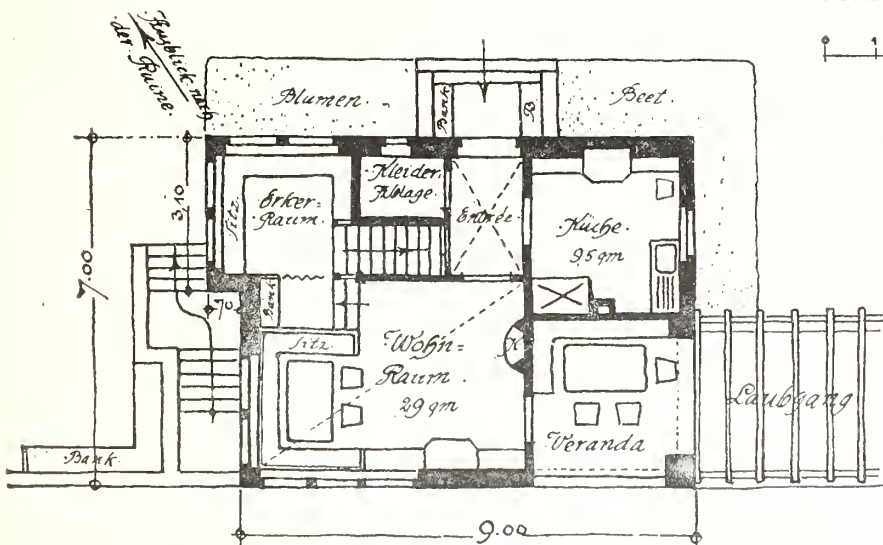 Ausblick nach
der Ruine.
0 1
Blumen.
Bank
B.
Beet.
3,10
7.00
Sitz
Erker-
Raum.
Kleider
Ablage.
Entrée
Küche.
9.5 qm
70
Bank
Sitz
Wohn=
Raum.
29 qm
K
Veranda
Laubgang
Bank.
9.00